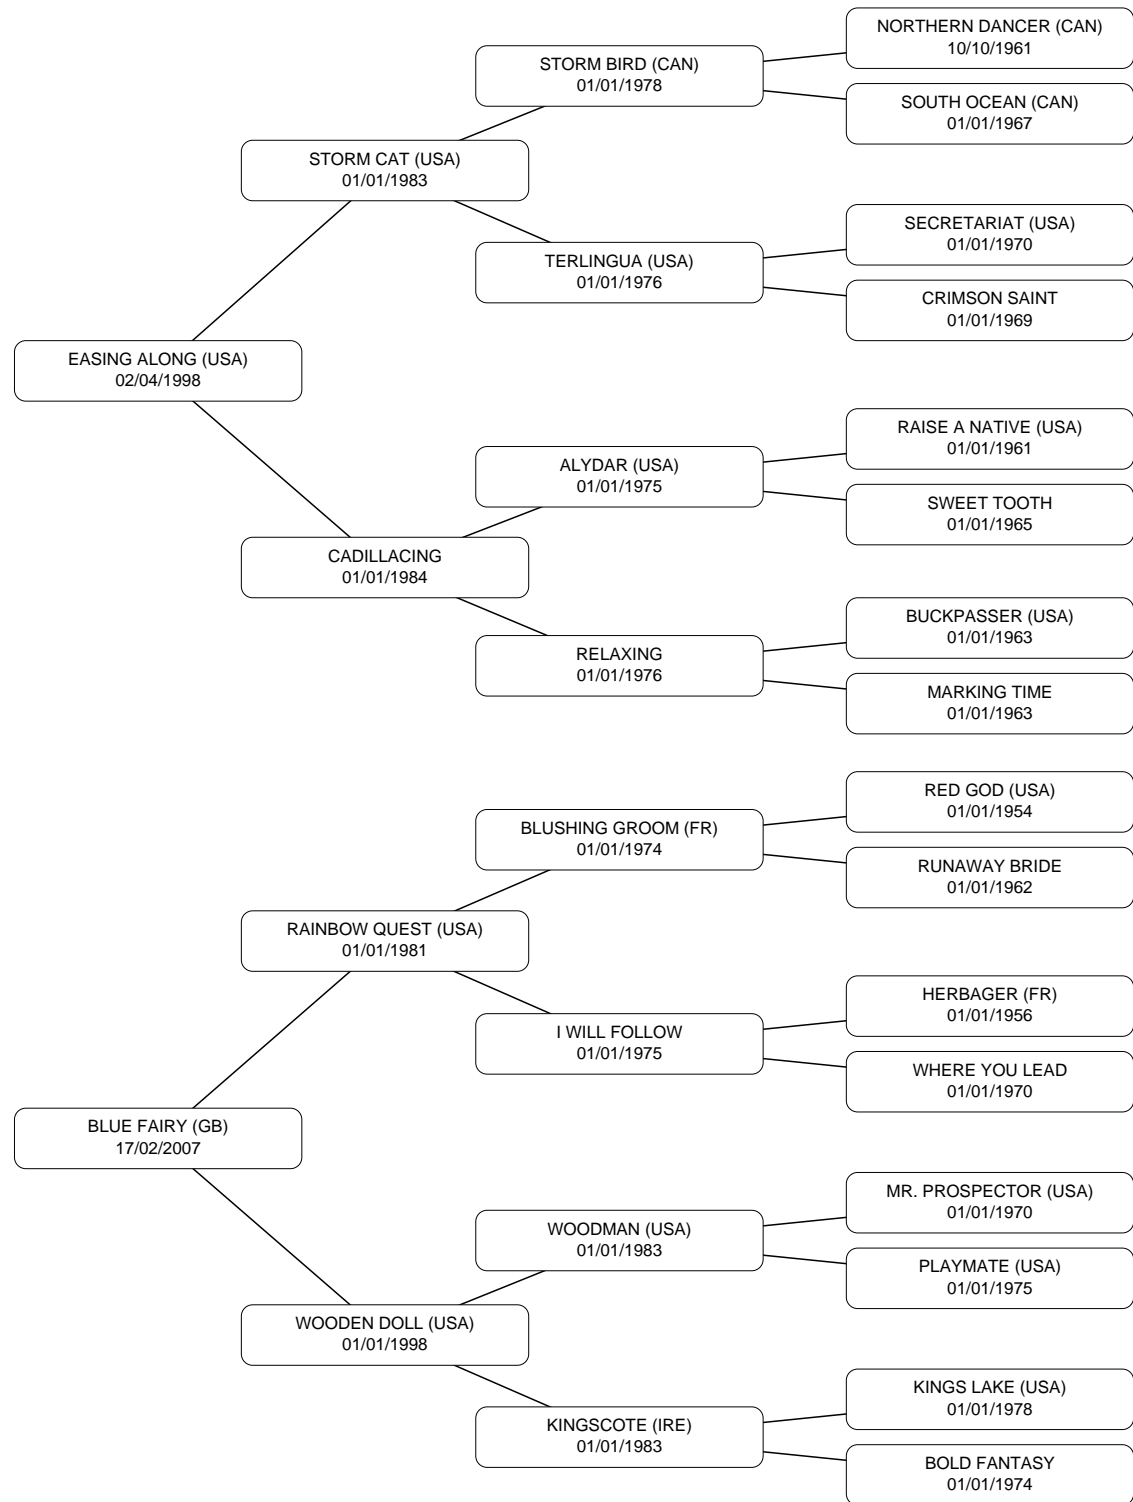 NORTHERN DANCER (CAN)
10/10/1961
STORM BIRD (CAN)
01/01/1978
SOUTH OCEAN (CAN)
01/01/1967
STORM CAT (USA)
01/01/1983
SECRETARIAT (USA)
01/01/1970
TERLINGUA (USA)
01/01/1976
CRIMSON SAINT
01/01/1969
EASING ALONG (USA)
02/04/1998
RAISE A NATIVE (USA)
01/01/1961
ALYDAR (USA)
01/01/1975
SWEET TOOTH
01/01/1965
CADILLACING
01/01/1984
BUCKPASSER (USA)
01/01/1963
RELAXING
01/01/1976
MARKING TIME
01/01/1963
RED GOD (USA)
01/01/1954
BLUSHING GROOM (FR)
01/01/1974
RUNAWAY BRIDE
01/01/1962
RAINBOW QUEST (USA)
01/01/1981
HERBAGER (FR)
01/01/1956
I WILL FOLLOW
01/01/1975
WHERE YOU LEAD
01/01/1970
BLUE FAIRY (GB)
17/02/2007
MR. PROSPECTOR (USA)
01/01/1970
WOODMAN (USA)
01/01/1983
PLAYMATE (USA)
01/01/1975
WOODEN DOLL (USA)
01/01/1998
KINGS LAKE (USA)
01/01/1978
KINGSCOTE (IRE)
01/01/1983
BOLD FANTASY
01/01/1974